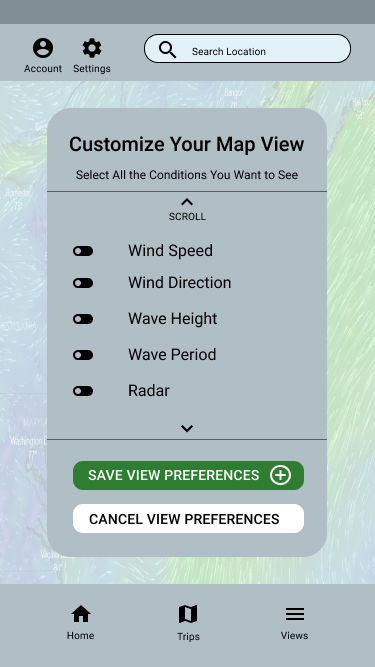 Account
Settings
Search Location
Bangor
Customize Your Map View
Select All the Conditions You Want to See
SCROLL
Wind Speed
Wind Direction
Wave Height
Wave Period
Radar
SAVE VIEW PREFERENCES
CANCEL VIEW PREFERENCES
Home
Trips
Views